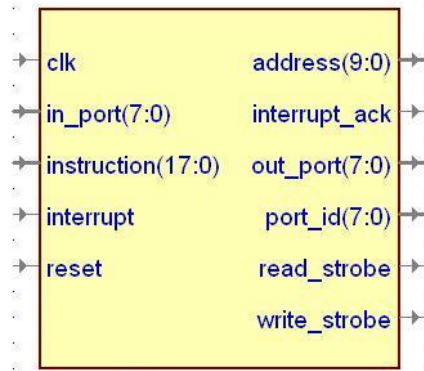 clk address(9:0)
in_port(7:0) interrupt_ack
instruction(17:0) out_port(7:0)
interrupt port_id(7:0)
reset read_strobe
write_strobe